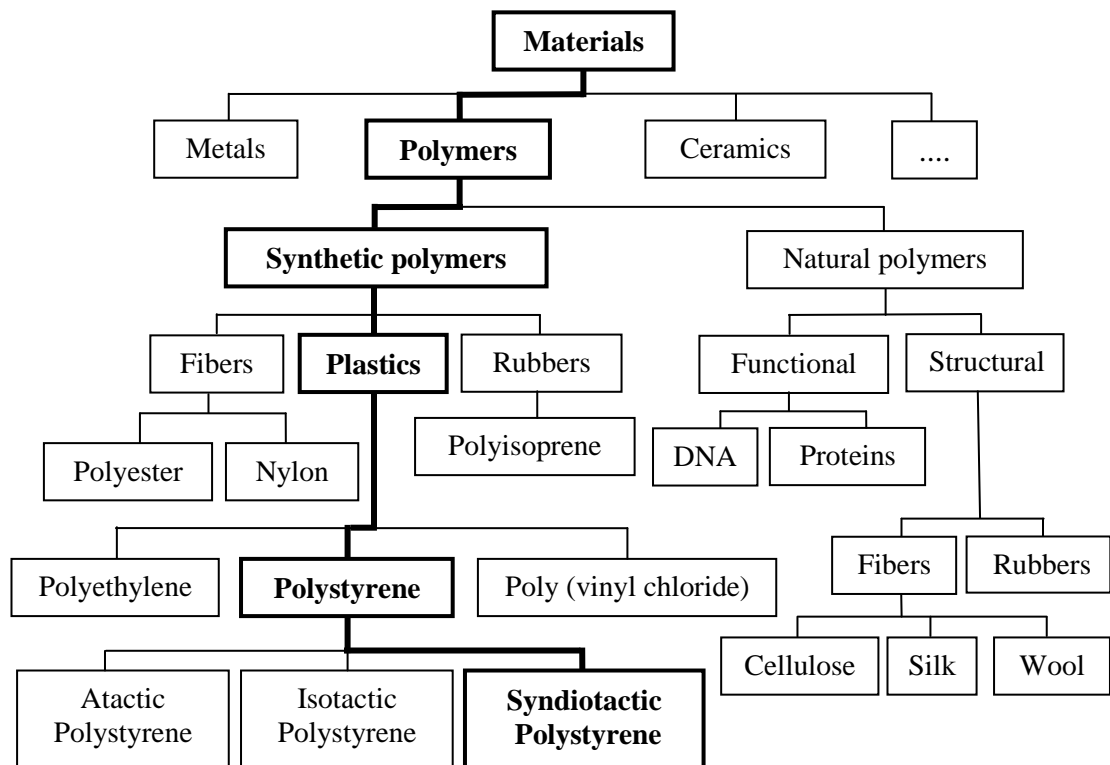 Materials
Metals
Polymers
Ceramics
....
Synthetic polymers
Natural polymers
Fibers
Plastics
Rubbers
Functional
Structural
Polyester
Nylon
Polyisoprene
DNA
Proteins
Polyethylene
Polystyrene
Poly (vinyl chloride)
Fibers
Rubbers
Cellulose
Silk
Wool
Atactic
Polystyrene
Isotactic
Polystyrene
Syndiotactic
Polystyrene